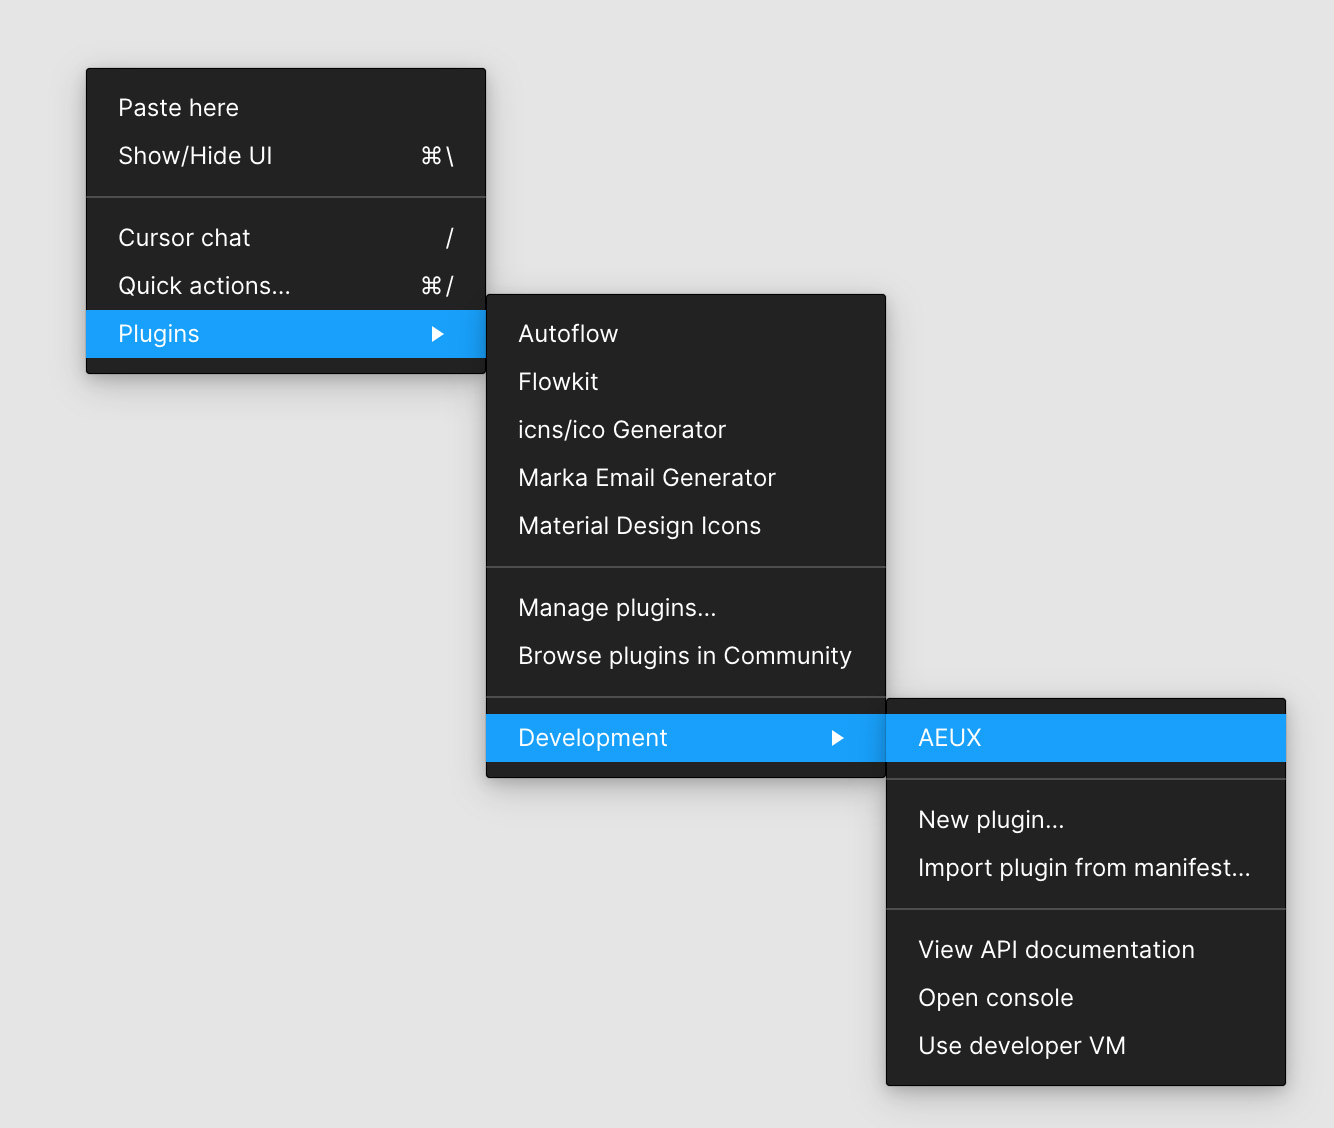 Paste here
Show/Hide UI ⌘\
Cursor chat /
Quick actions... ⌘/
Plugins
Autoflow
Flowkit
icns/ico Generator
Marka Email Generator
Material Design Icons
Manage plugins...
Browse plugins in Community
Development
AEUX
New plugin...
Import plugin from manifest...
View API documentation
Open console
Use developer VM